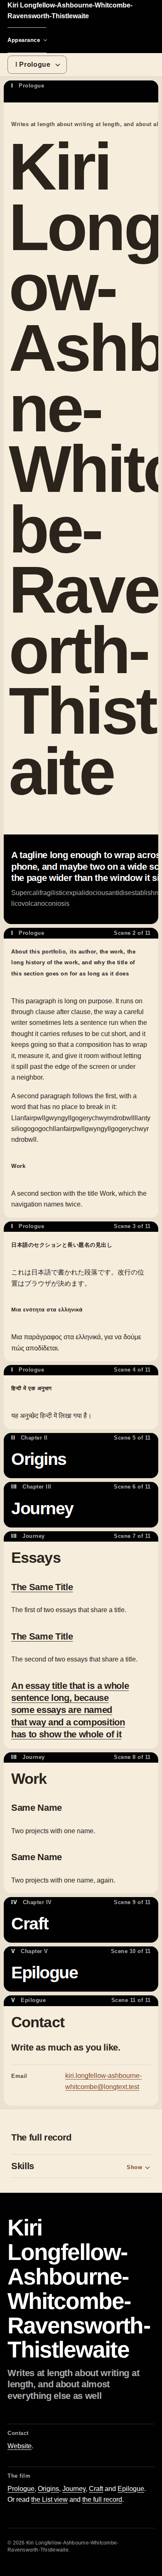 Kiri Longfellow-Ashbourne-Whitcombe-
Ravensworth-Thistlewaite
Appearance
I Prologue
I Prologue
Writes at length about writing at length, and about al
Kiri
Long
ow-
Ashb
ne-
Whitc
be-
Rave
orth-
Thist
aite
A tagline long enough to wrap acros
phone, and maybe two on a wide sc
the page wider than the window it s
Supercalifragilisticexpialidociousantidisestablishm
licovolcanoconiosis
I Prologue Scene 2 of 11
About this portfolio, its author, the work, the
long history of the work, and why the title of
this section goes on for as long as it does
This paragraph is long on purpose. It runs on
through clause after clause, the way a careful
writer sometimes lets a sentence run when the
thought it carries refuses to be cut short, and it
keeps going so that a composition has to wrap
it, measure it, and give it room without letting
it spill past the edge of the screen or under
a neighbor.
A second paragraph follows the first, with a
word that has no place to break in it:
Llanfairpwllgwyngyllgogerychwyrndrobwllllanty
siliogogogochllanfairpwllgwyngyllgogerychwyr
ndrobwll.
Work
A second section with the title Work, which the
navigation names twice.
I Prologue Scene 3 of 11
日本語のセクションと長い題名の見出し
これは日本語で書かれた段落です。改行の位
置はブラウザが決めます。
Μια ενότητα στα ελληνικά
Μια παράγραφος στα ελληνικά, για να δούμε
πώς αποδίδεται.
I Prologue Scene 4 of 11
हिन्दी में एक अनुभाग
यह अनुच्छेद हिन्दी में लिखा गया है।
II Chapter II Scene 5 of 11
Origins
III Chapter III Scene 6 of 11
Journey
III Journey Scene 7 of 11
Essays
The Same Title
The first of two essays that share a title.
The Same Title
The second of two essays that share a title.
An essay title that is a whole
sentence long, because
some essays are named
that way and a composition
has to show the whole of it
III Journey Scene 8 of 11
Work
Same Name
Two projects with one name.
Same Name
Two projects with one name, again.
IV Chapter IV Scene 9 of 11
Craft
V Chapter V Scene 10 of 11
Epilogue
V Epilogue Scene 11 of 11
Contact
Write as much as you like.
Email kiri.longfellow-ashbourne-
whitcombe@longtext.test
The full record
Skills Show
Kiri
Longfellow-
Ashbourne-
Whitcombe-
Ravensworth-
Thistlewaite
Writes at length about writing at
length, and about almost
everything else as well
Contact
Website.
The film
Prologue, Origins, Journey, Craft and Epilogue.
Or read the List view and the full record.
© 2026 Kiri Longfellow-Ashbourne-Whitcombe-
Ravensworth-Thistlewaite.